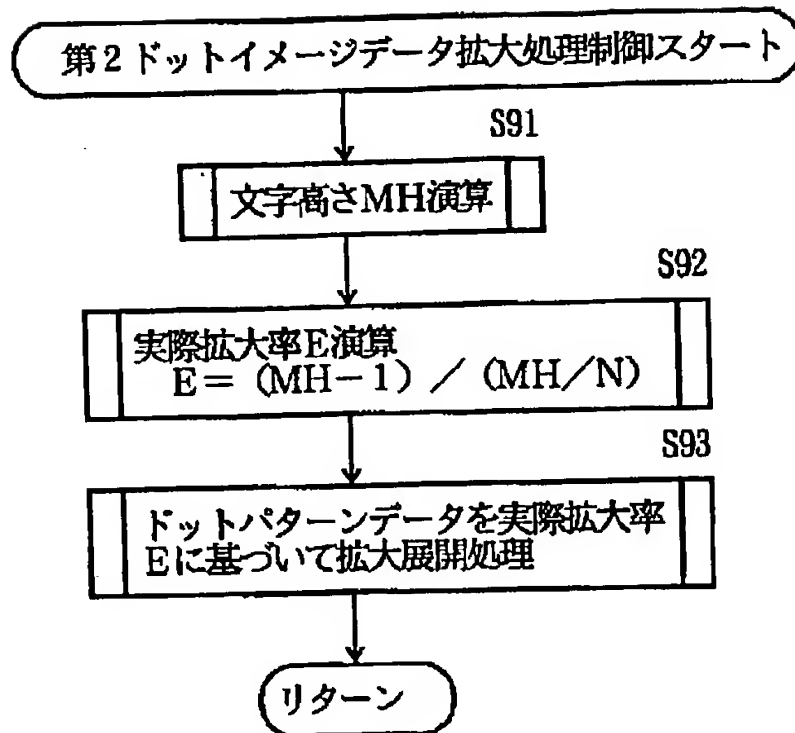 第2ドットイメージデータ拡大処理制御スタート
S91
文字高さMH演算
S92
実際拡大率E演算
E=(MH-1)/(MH/N)
S93
ドットパターンデータを実際拡大率
Eに基づいて拡大展開処理
リターン